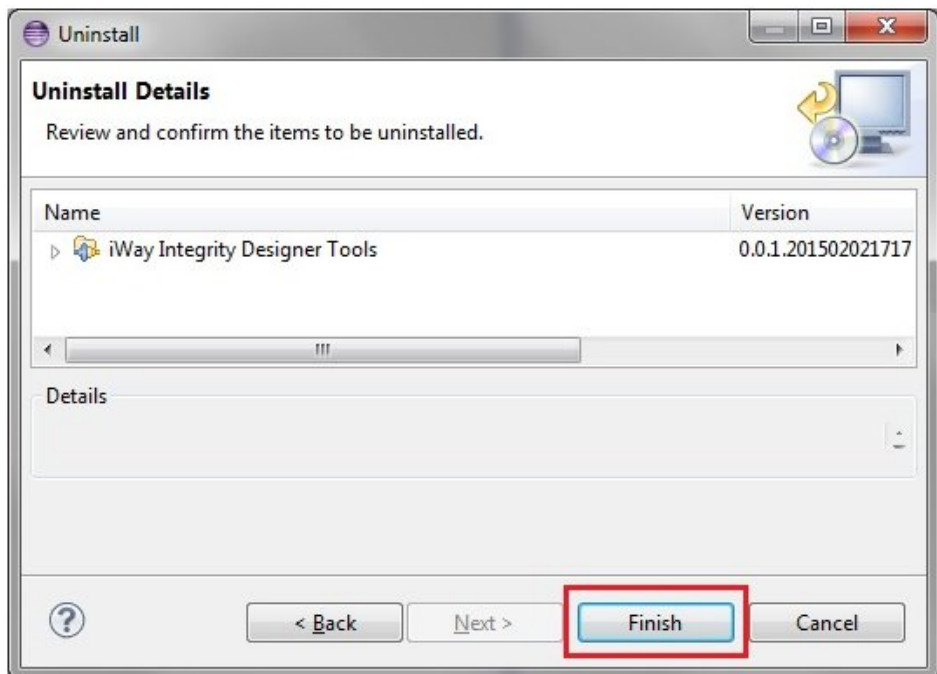 Uninstall
Uninstall Details
Review and confirm the items to be uninstalled.
Name Version
iWay Integrity Designer Tools 0.0.1.201502021717
Details
? < Back Next > Finish Cancel